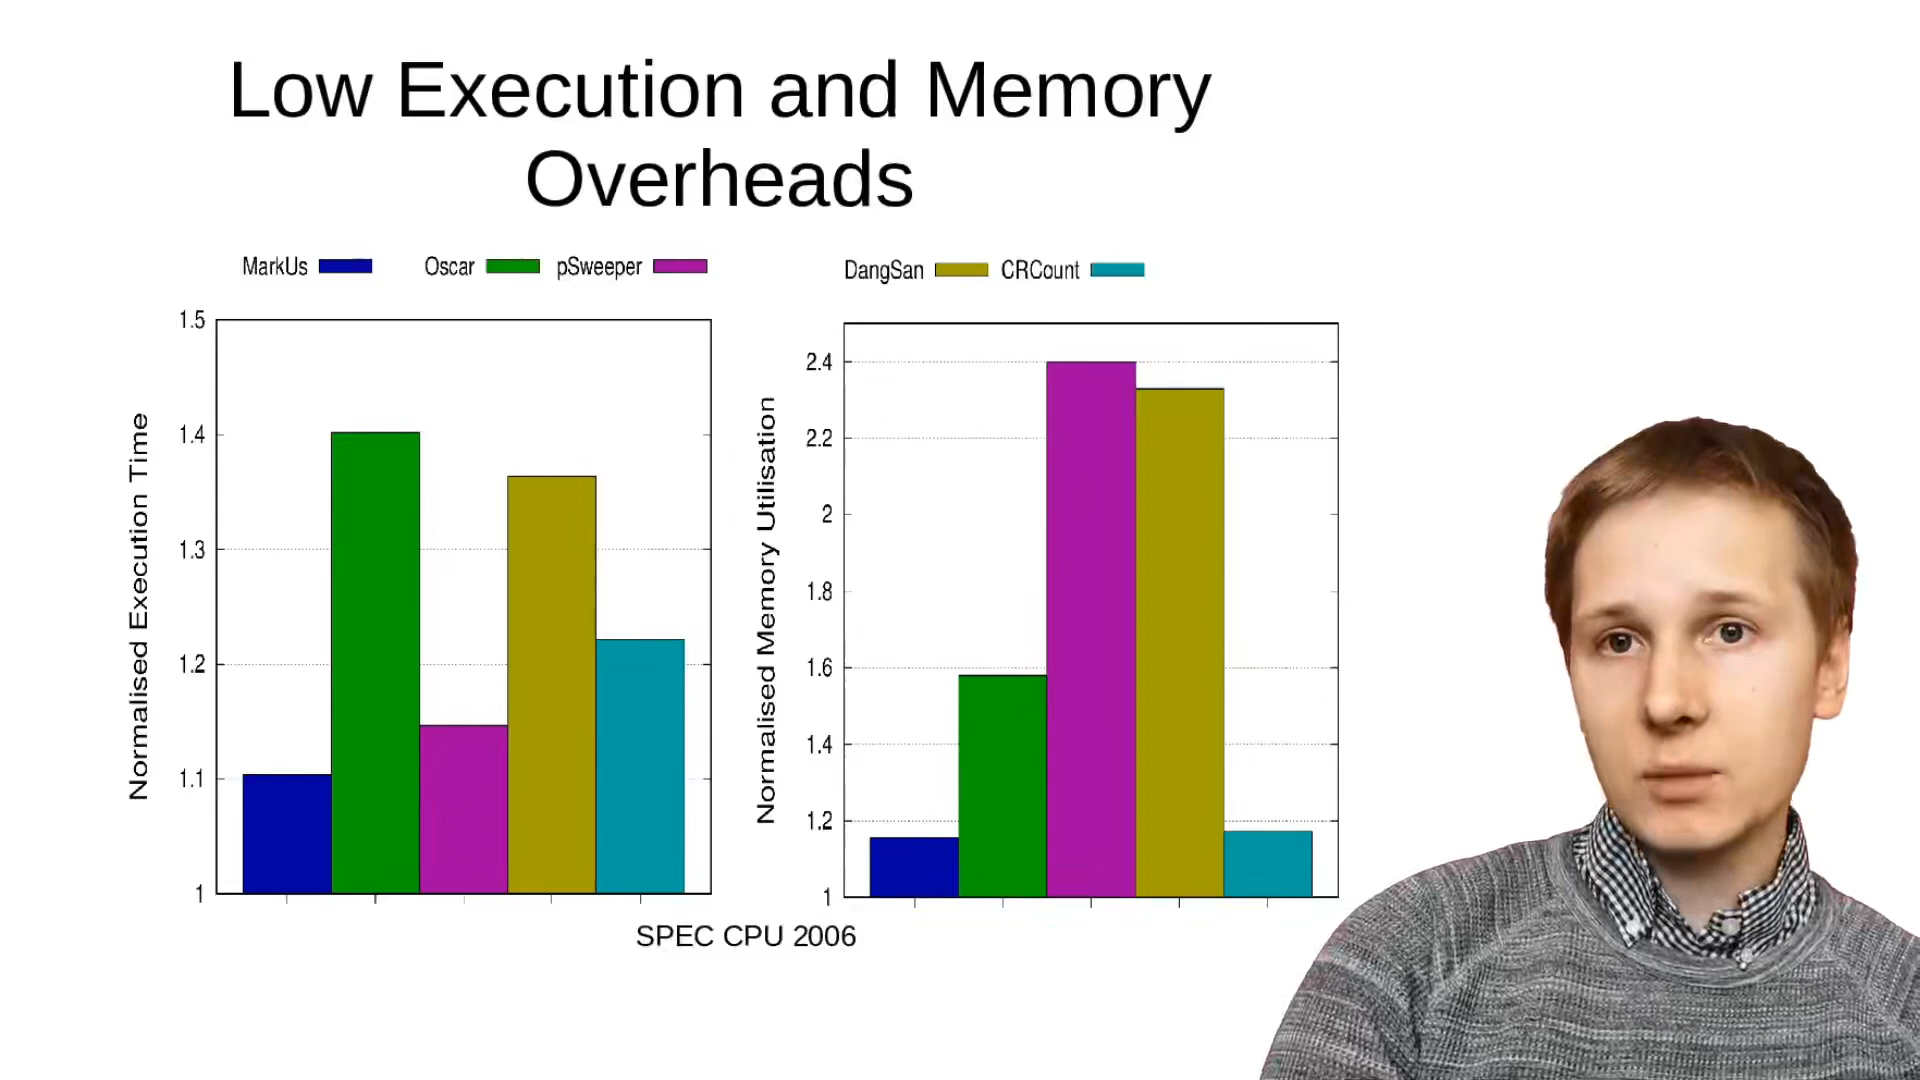 Low Execution and Memory
Overheads
MarkUs Oscar pSweeper
DangSan CRCount
Normalised Execution Time
1.5
1.4
1.3
1.2
1.1
1
Normalised Memory Utilisation
2.4
2.2
2
1.8
1.6
1.4
1.2
1
SPEC CPU 2006